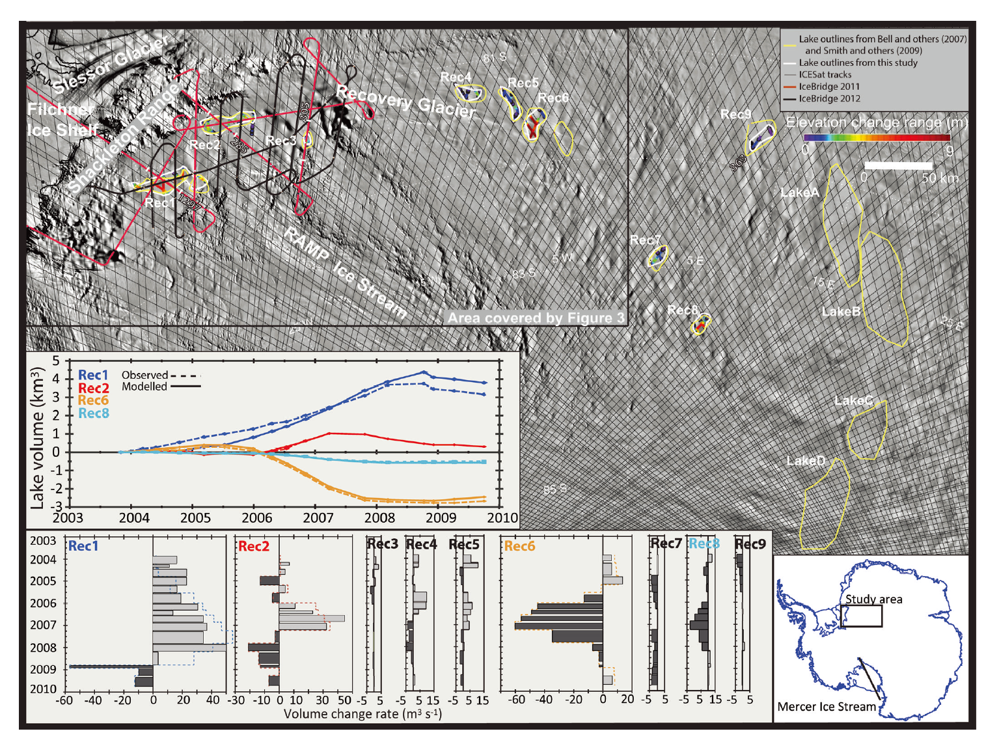 Slessor Glacier
Filchner
Ice Shelf
Shackleton Range
Recovery Glacier
RAMP Ice Stream
Rec1
Rec2
Rec3
Rec4
Rec5
Rec6
Rec7
Rec8
Rec9
285
305
1297
363
81 S
83 S
85 S
5 W
5 E
15 E
25 E
LakeA
LakeB
LakeC
LakeD
Area covered by Figure 3
Lake outlines from Bell and others (2007)
and Smith and others (2009)
Lake outlines from this study
ICESat tracks
IceBridge 2011
IceBridge 2012
Elevation change range (m)
0 9
0 50 km
Lake volume (km³)
5
4
3
2
1
0
-1
-2
-3
Rec1
Rec2
Rec6
Rec8
Observed
Modelled
2003 2004 2005 2006 2007 2008 2009 2010
2003
2004
2005
2006
2007
2008
2009
2010
Rec1 Rec2 Rec3 Rec4 Rec5 Rec6 Rec7 Rec8 Rec9
-60 -40 -20 0 20 40
-30 -10 0 10 30 50
-5 5
-5 5 15
-5 5 15
-60 -40 -20 0 20
-5 5
-5 5 15
-5 5
Volume change rate (m³ s⁻¹)
Study area
Mercer Ice Stream